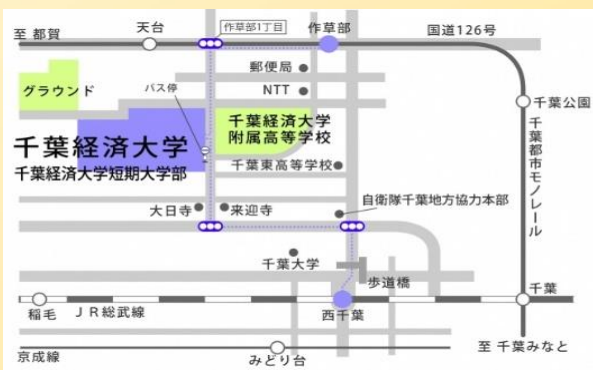 作草部1丁目
至 都賀
天台
作草部
国道126号
郵便局
グラウンド
バス停
NTT
千葉公園
千葉経済大学
附属高等学校
千葉経済大学
千葉経済大学短期大学部
千葉東高等学校
千葉都市モノレール
大日寺
来迎寺
自衛隊千葉地方協力本部
千葉大学
歩道橋
千葉
稲毛
JR総武線
西千葉
京成線
みどり台
至 千葉みなと